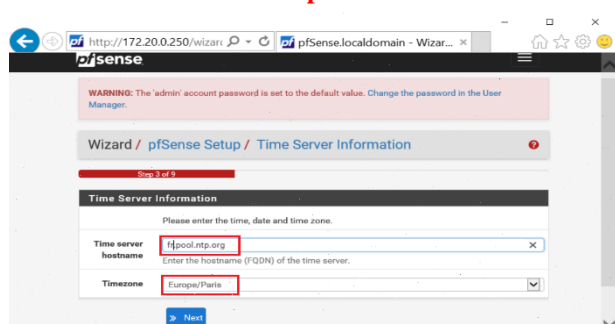 http://172.20.0.250/wizarc
pfSense.localdomain - Wizar...
pfsense
WARNING: The 'admin' account password is set to the default value. Change the password in the User
Manager.
Wizard / pfSense Setup / Time Server Information
Step 3 of 9
Time Server Information
Please enter the time, date and time zone.
Time server
hostname
fr.pool.ntp.org
Enter the hostname (FQDN) of the time server.
Timezone
Europe/Paris
» Next